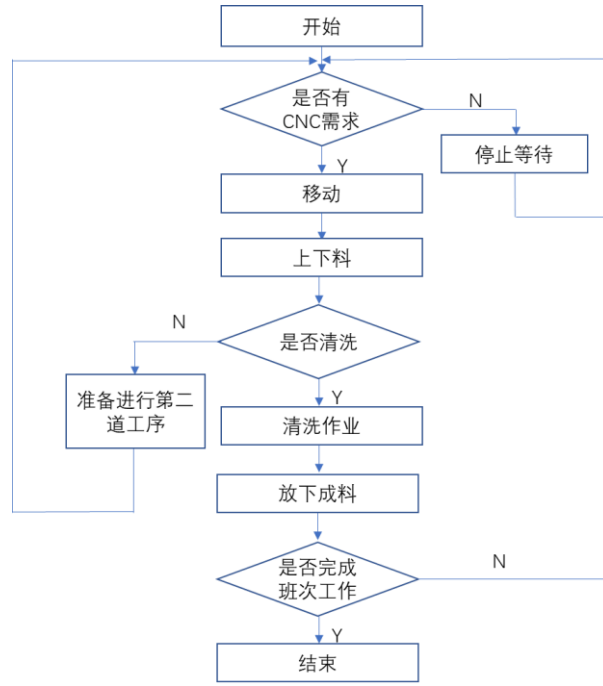 开始
是否有
CNC需求
N
停止等待
Y
移动
上下料
N
是否清洗
Y
准备进行第二
道工序
清洗作业
放下成料
是否完成
班次工作
N
Y
结束